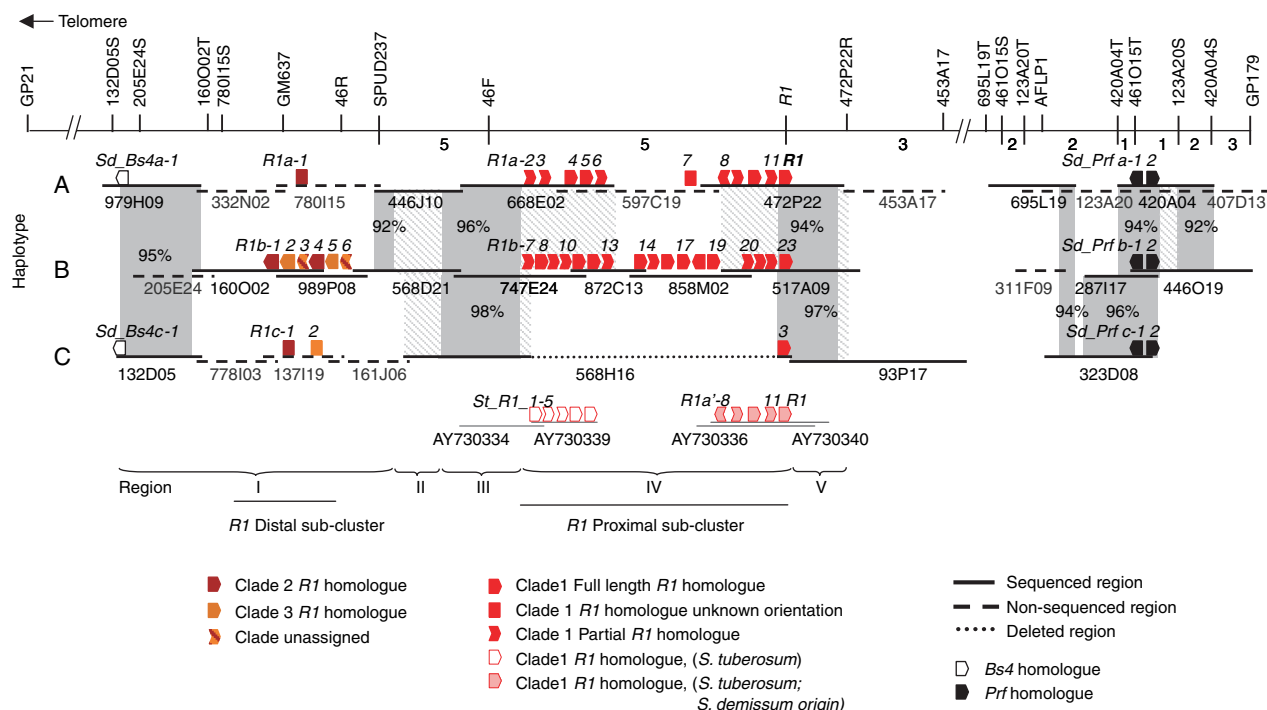 Telomere
GP21
132D05S
205E24S
160O02T
780I15S
GM637
46R
SPUD237
46F
R1
472P22R
453A17
695L19T
461O15S
123A20T
AFLP1
420A04T
461O15T
123A20S
420A04S
GP179
5 5 3 2 2 1 1 2 3
Haplotype
Sd_Bs4a-1 R1a-1 R1a-23 4 5 6 7 8 11 R1 Sd_Prf a-1 2
A
979H09 332N02 780I15 446J10 668E02 597C19 472P22 453A17 695L19 123A20 420A04 407D13
95% 92% 96% 94% 94% 92%
R1b-1 2 3 4 5 6 R1b-7 8 10 13 14 17 19 20 23 Sd_Prf b-1 2
B
205E24 160O02 989P08 568D21 747E24 872C13 858M02 517A09 311F09 287I17 446O19
98% 97% 94% 96%
Sd_Bs4c-1 R1c-1 2 3 Sd_Prf c-1 2
C
132D05 778I03 137I19 161J06 568H16 93P17 323D08
St_R1_1-5 R1a'-8 11 R1
AY730334 AY730339 AY730336 AY730340
Region I II III IV V
R1 Distal sub-cluster R1 Proximal sub-cluster
Clade 2 R1 homologue
Clade 3 R1 homologue
Clade unassigned
Clade1 Full length R1 homologue
Clade 1 R1 homologue unknown orientation
Clade 1 Partial R1 homologue
Clade1 R1 homologue, (S. tuberosum)
Clade1 R1 homologue, (S. tuberosum;
S. demissum origin)
Sequenced region
Non-sequenced region
Deleted region
Bs4 homologue
Prf homologue